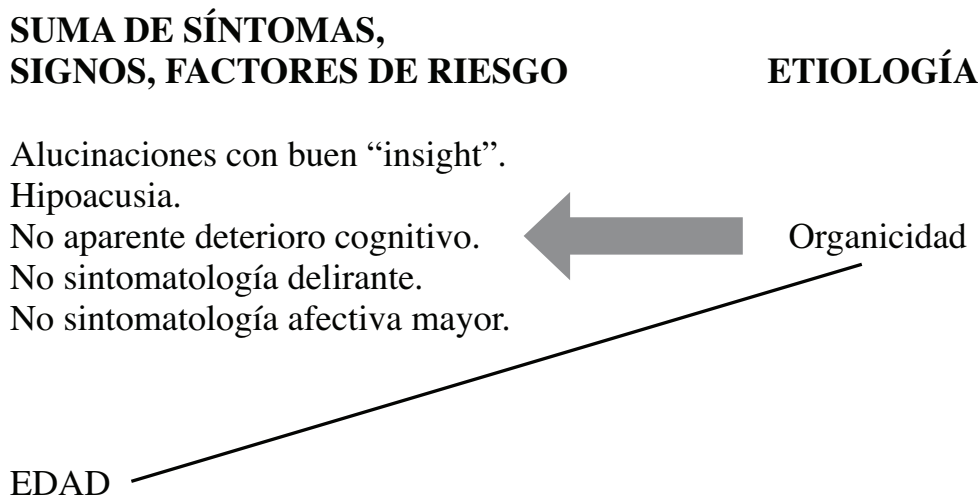 SUMA DE SÍNTOMAS,
SIGNOS, FACTORES DE RIESGO ETIOLOGÍA
Alucinaciones con buen “insight”.
Hipoacusia.
No aparente deterioro cognitivo. Organicidad
No sintomatología delirante.
No sintomatología afectiva mayor.
EDAD